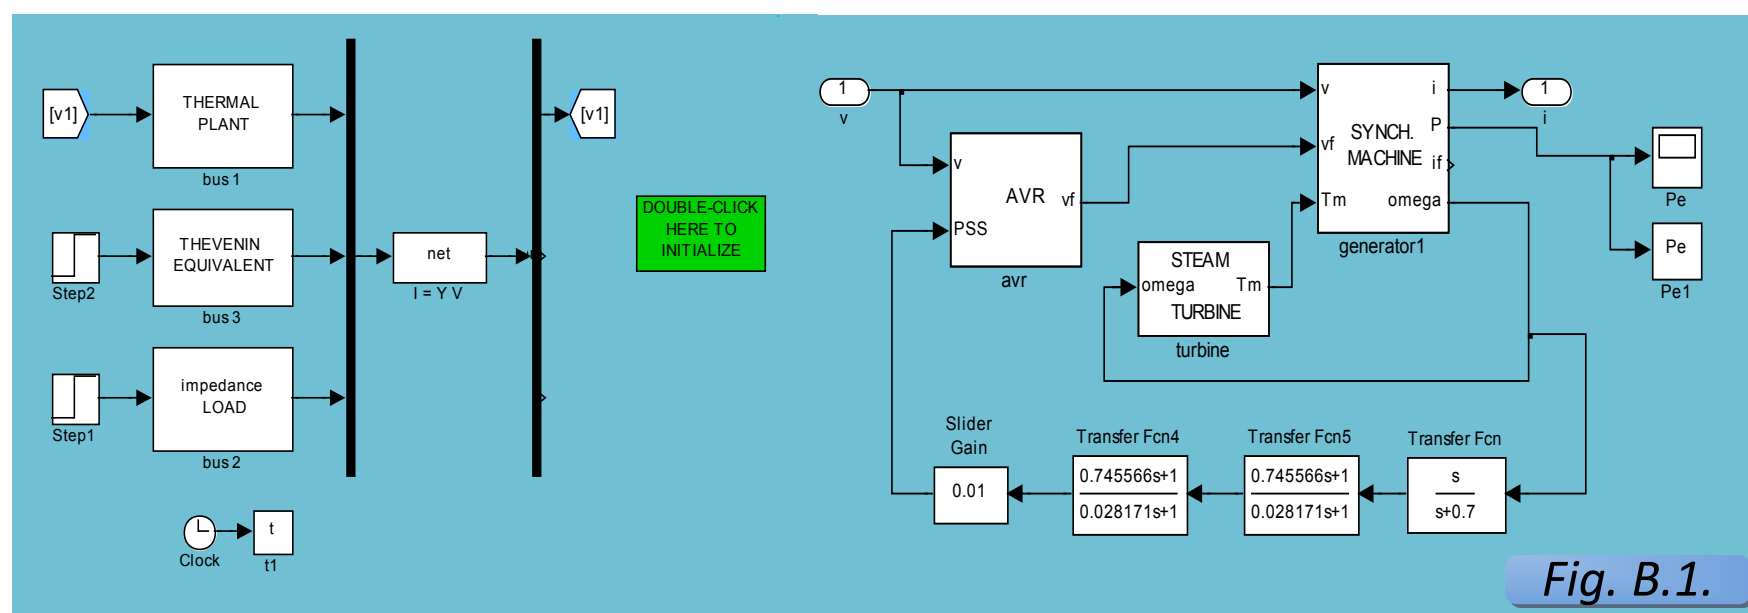 [v1]
THERMAL
PLANT
bus 1
Step2
THEVENIN
EQUIVALENT
bus 3
Step1
impedance
LOAD
bus 2
Clock
t
t1
net
I = Y V
[v1]
DOUBLE-CLICK
HERE TO
INITIALIZE
1
v
v
AVR
vf
PSS
avr
v
i
SYNCH.
P
vf
MACHINE
if
Tm
omega
generator1
1
i
Pe
Pe
Pe1
STEAM
omega
Tm
TURBINE
turbine
Slider
Gain
0.01
Transfer Fcn4
0.745566s+1
0.028171s+1
Transfer Fcn5
0.745566s+1
0.028171s+1
Transfer Fcn
s
s+0.7
Fig. B.1.